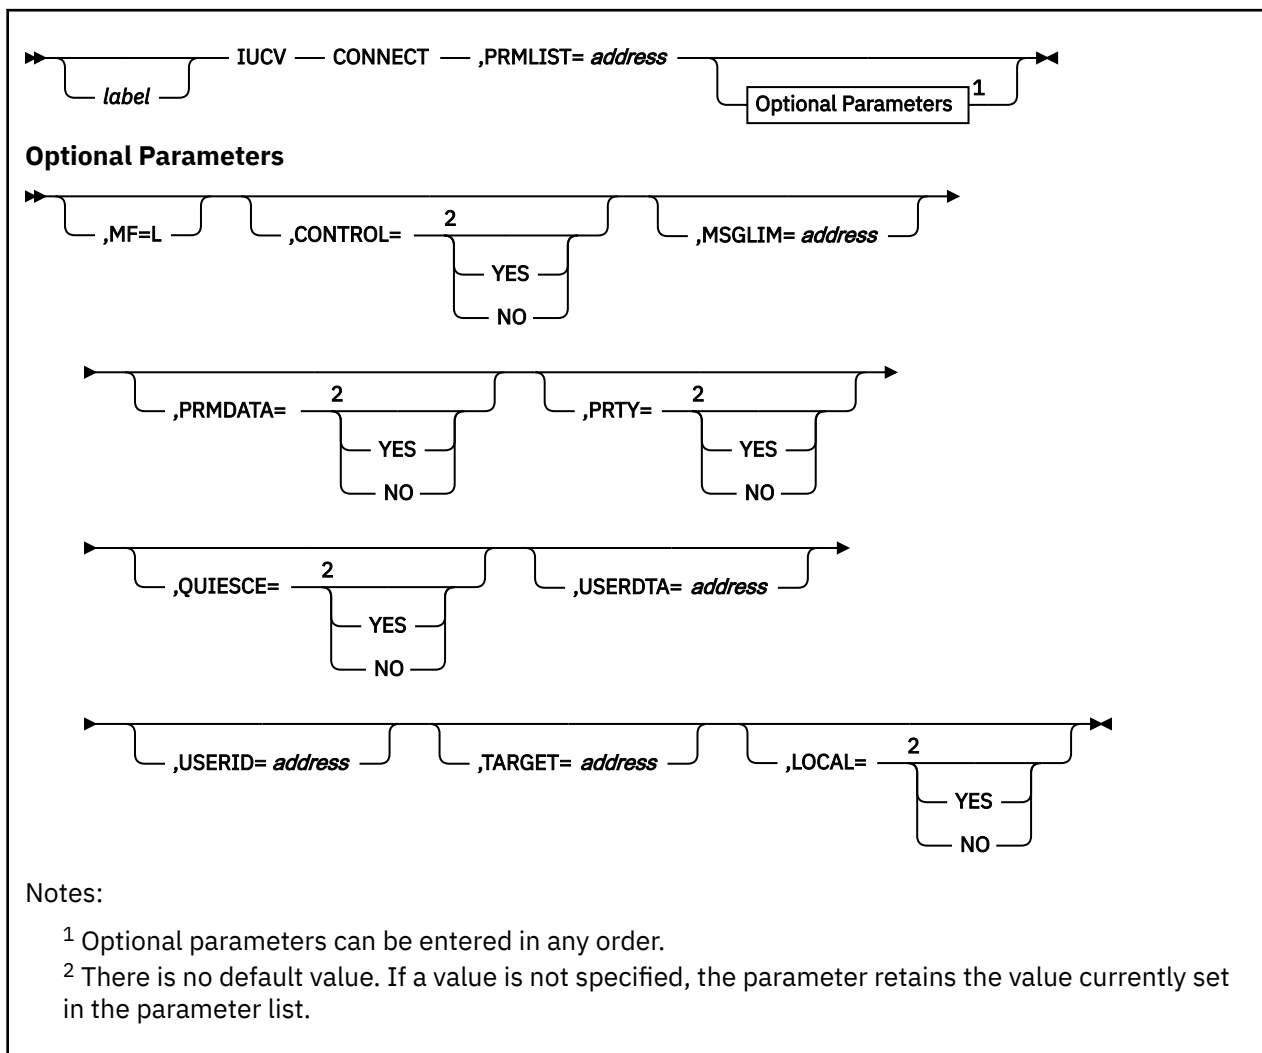 IUCV CONNECT ,PRMLIST= address
label
Optional Parameters 1
Optional Parameters
,MF=L ,CONTROL= 2 ,MSGLIM= address
YES
NO
,PRMDATA= 2 ,PRTY= 2
YES YES
NO NO
,QUIESCE= 2 ,USERDTA= address
YES
NO
,USERID= address ,TARGET= address ,LOCAL= 2
YES
NO
Notes:
1 Optional parameters can be entered in any order.
2 There is no default value. If a value is not specified, the parameter retains the value currently set
in the parameter list.